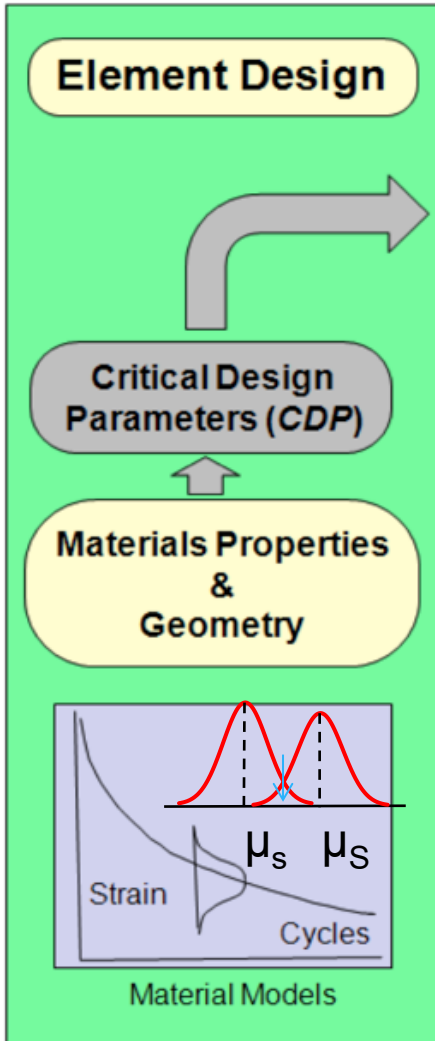 Element Design
Critical Design
Parameters (CDP)
Materials Properties
&
Geometry
μs μS
Strain
Cycles
Material Models